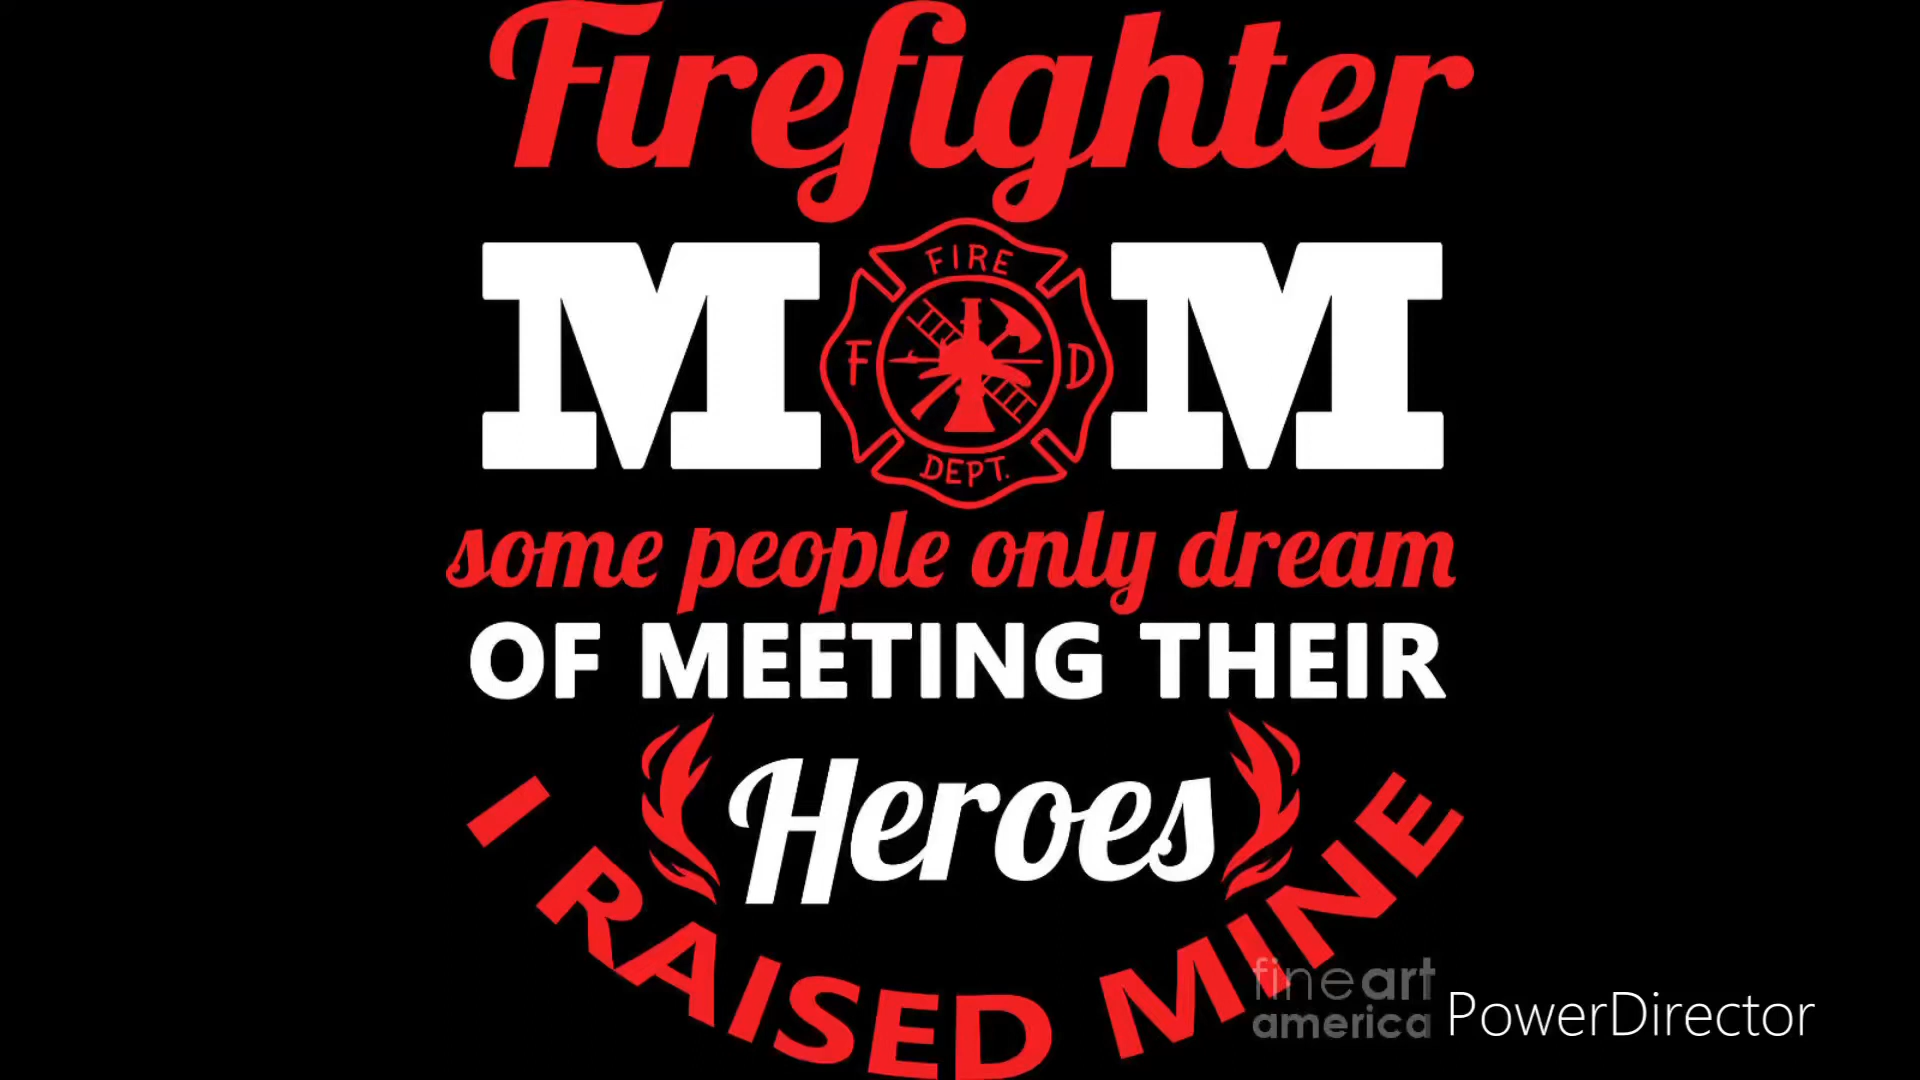 Firefighter
M M
FIRE
F D
DEPT.
some people only dream
OF MEETING THEIR
Heroes
I RAISED MINE
fineart
america
PowerDirector